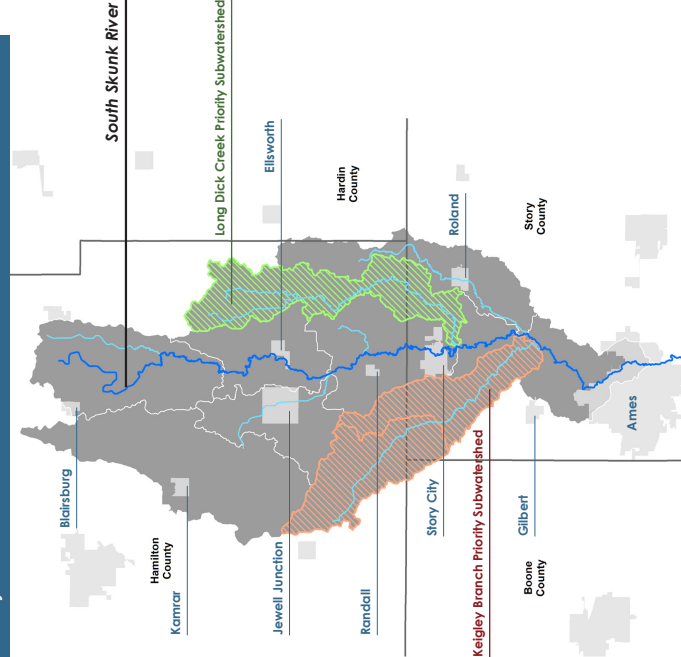 South Skunk River
Long Dick Creek Priority Subwatershed
Ellsworth
Hardin
County
Roland
Story
County
Blairsburg
Hamilton
County
Kamrar
Jewell Junction
Randall
Story City
Keigley Branch Priority Subwatershed
Gilbert
Boone
County
Ames